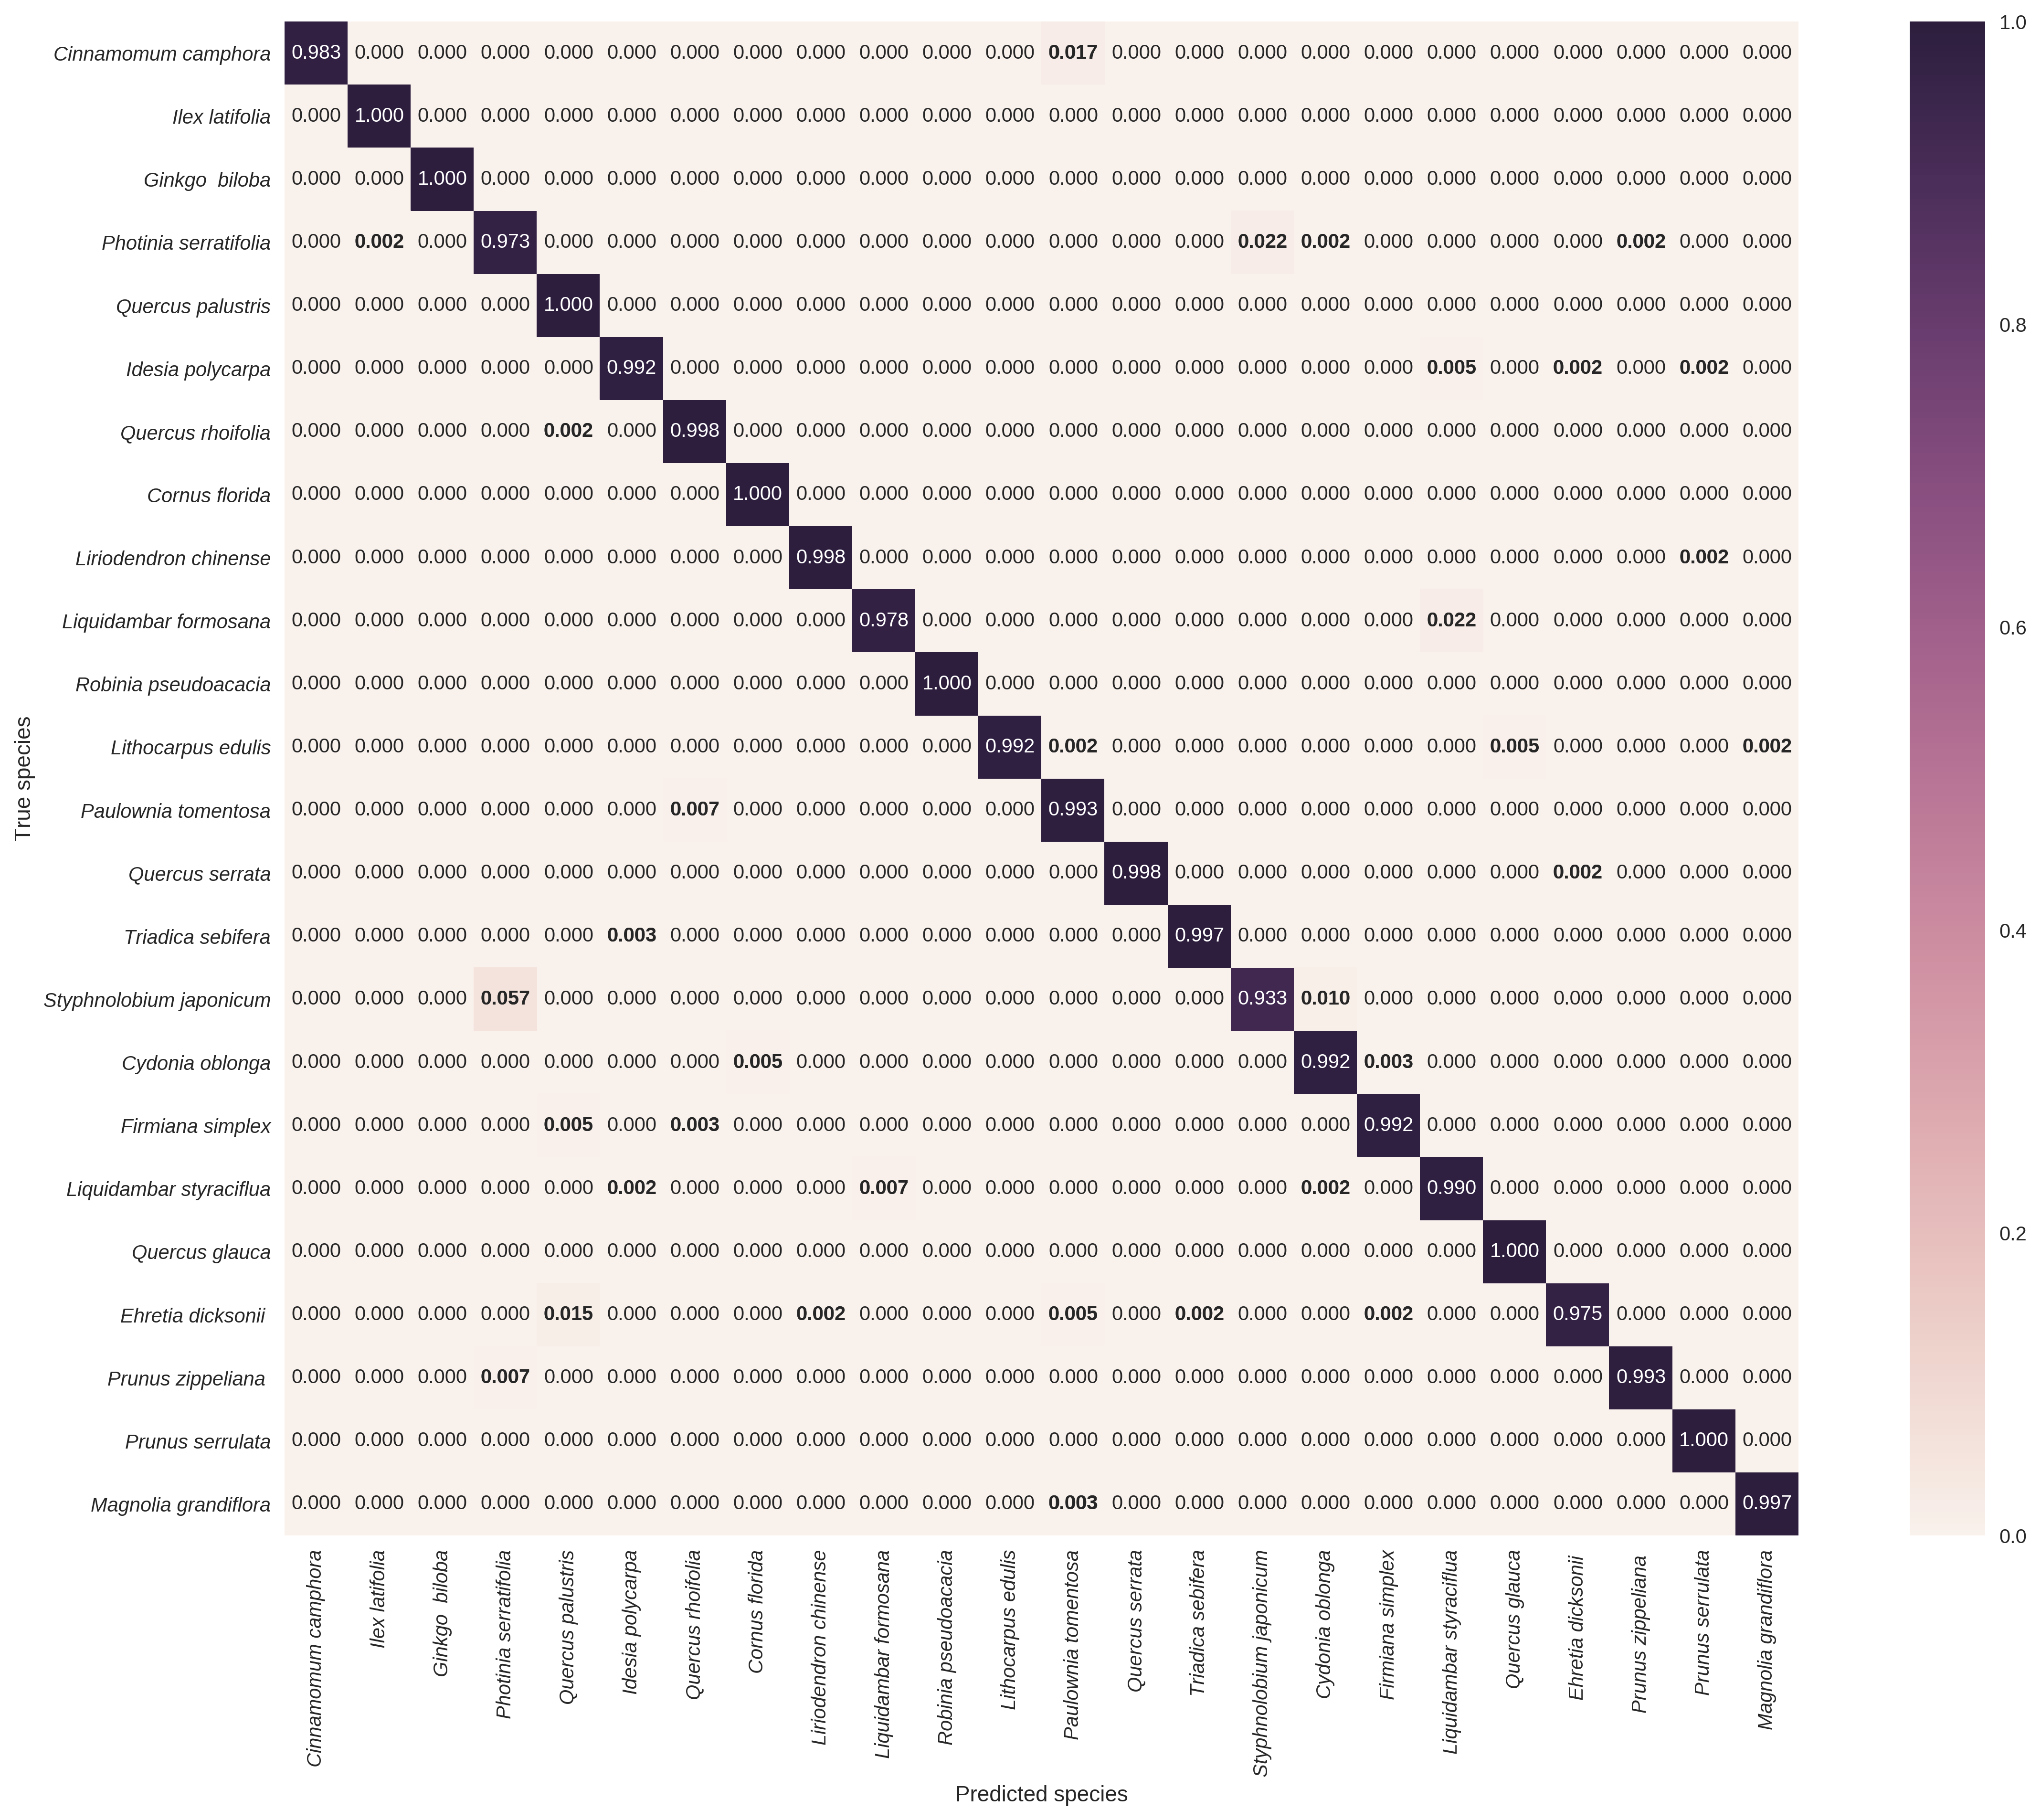 Cinnamomum camphora 0.983 0.000 0.000 0.000 0.000 0.000 0.000 0.000 0.000 0.000 0.000 0.000 0.017 0.000 0.000 0.000 0.000 0.000 0.000 0.000 0.000 0.000 0.000 0.000
Ilex latifolia 0.000 1.000 0.000 0.000 0.000 0.000 0.000 0.000 0.000 0.000 0.000 0.000 0.000 0.000 0.000 0.000 0.000 0.000 0.000 0.000 0.000 0.000 0.000 0.000
Ginkgo  biloba 0.000 0.000 1.000 0.000 0.000 0.000 0.000 0.000 0.000 0.000 0.000 0.000 0.000 0.000 0.000 0.000 0.000 0.000 0.000 0.000 0.000 0.000 0.000 0.000
Photinia serratifolia 0.000 0.002 0.000 0.973 0.000 0.000 0.000 0.000 0.000 0.000 0.000 0.000 0.000 0.000 0.000 0.022 0.002 0.000 0.000 0.000 0.000 0.002 0.000 0.000
Quercus palustris 0.000 0.000 0.000 0.000 1.000 0.000 0.000 0.000 0.000 0.000 0.000 0.000 0.000 0.000 0.000 0.000 0.000 0.000 0.000 0.000 0.000 0.000 0.000 0.000
Idesia polycarpa 0.000 0.000 0.000 0.000 0.000 0.992 0.000 0.000 0.000 0.000 0.000 0.000 0.000 0.000 0.000 0.000 0.000 0.000 0.005 0.000 0.002 0.000 0.002 0.000
Quercus rhoifolia 0.000 0.000 0.000 0.000 0.002 0.000 0.998 0.000 0.000 0.000 0.000 0.000 0.000 0.000 0.000 0.000 0.000 0.000 0.000 0.000 0.000 0.000 0.000 0.000
Cornus florida 0.000 0.000 0.000 0.000 0.000 0.000 0.000 1.000 0.000 0.000 0.000 0.000 0.000 0.000 0.000 0.000 0.000 0.000 0.000 0.000 0.000 0.000 0.000 0.000
Liriodendron chinense 0.000 0.000 0.000 0.000 0.000 0.000 0.000 0.000 0.998 0.000 0.000 0.000 0.000 0.000 0.000 0.000 0.000 0.000 0.000 0.000 0.000 0.000 0.002 0.000
Liquidambar formosana 0.000 0.000 0.000 0.000 0.000 0.000 0.000 0.000 0.000 0.978 0.000 0.000 0.000 0.000 0.000 0.000 0.000 0.000 0.022 0.000 0.000 0.000 0.000 0.000
Robinia pseudoacacia 0.000 0.000 0.000 0.000 0.000 0.000 0.000 0.000 0.000 0.000 1.000 0.000 0.000 0.000 0.000 0.000 0.000 0.000 0.000 0.000 0.000 0.000 0.000 0.000
Lithocarpus edulis 0.000 0.000 0.000 0.000 0.000 0.000 0.000 0.000 0.000 0.000 0.000 0.992 0.002 0.000 0.000 0.000 0.000 0.000 0.000 0.005 0.000 0.000 0.000 0.002
Paulownia tomentosa 0.000 0.000 0.000 0.000 0.000 0.000 0.007 0.000 0.000 0.000 0.000 0.000 0.993 0.000 0.000 0.000 0.000 0.000 0.000 0.000 0.000 0.000 0.000 0.000
Quercus serrata 0.000 0.000 0.000 0.000 0.000 0.000 0.000 0.000 0.000 0.000 0.000 0.000 0.000 0.998 0.000 0.000 0.000 0.000 0.000 0.000 0.002 0.000 0.000 0.000
Triadica sebifera 0.000 0.000 0.000 0.000 0.000 0.003 0.000 0.000 0.000 0.000 0.000 0.000 0.000 0.000 0.997 0.000 0.000 0.000 0.000 0.000 0.000 0.000 0.000 0.000
Styphnolobium japonicum 0.000 0.000 0.000 0.057 0.000 0.000 0.000 0.000 0.000 0.000 0.000 0.000 0.000 0.000 0.000 0.933 0.010 0.000 0.000 0.000 0.000 0.000 0.000 0.000
Cydonia oblonga 0.000 0.000 0.000 0.000 0.000 0.000 0.000 0.005 0.000 0.000 0.000 0.000 0.000 0.000 0.000 0.000 0.992 0.003 0.000 0.000 0.000 0.000 0.000 0.000
Firmiana simplex 0.000 0.000 0.000 0.000 0.005 0.000 0.003 0.000 0.000 0.000 0.000 0.000 0.000 0.000 0.000 0.000 0.000 0.992 0.000 0.000 0.000 0.000 0.000 0.000
Liquidambar styraciflua 0.000 0.000 0.000 0.000 0.000 0.002 0.000 0.000 0.000 0.007 0.000 0.000 0.000 0.000 0.000 0.000 0.002 0.000 0.990 0.000 0.000 0.000 0.000 0.000
Quercus glauca 0.000 0.000 0.000 0.000 0.000 0.000 0.000 0.000 0.000 0.000 0.000 0.000 0.000 0.000 0.000 0.000 0.000 0.000 0.000 1.000 0.000 0.000 0.000 0.000
Ehretia dicksonii 0.000 0.000 0.000 0.000 0.015 0.000 0.000 0.000 0.002 0.000 0.000 0.000 0.005 0.000 0.002 0.000 0.000 0.002 0.000 0.000 0.975 0.000 0.000 0.000
Prunus zippeliana 0.000 0.000 0.000 0.007 0.000 0.000 0.000 0.000 0.000 0.000 0.000 0.000 0.000 0.000 0.000 0.000 0.000 0.000 0.000 0.000 0.000 0.993 0.000 0.000
Prunus serrulata 0.000 0.000 0.000 0.000 0.000 0.000 0.000 0.000 0.000 0.000 0.000 0.000 0.000 0.000 0.000 0.000 0.000 0.000 0.000 0.000 0.000 0.000 1.000 0.000
Magnolia grandiflora 0.000 0.000 0.000 0.000 0.000 0.000 0.000 0.000 0.000 0.000 0.000 0.000 0.003 0.000 0.000 0.000 0.000 0.000 0.000 0.000 0.000 0.000 0.000 0.997
True species
Cinnamomum camphora
Ilex latifolia
Ginkgo  biloba
Photinia serratifolia
Quercus palustris
Idesia polycarpa
Quercus rhoifolia
Cornus florida
Liriodendron chinense
Liquidambar formosana
Robinia pseudoacacia
Lithocarpus edulis
Paulownia tomentosa
Quercus serrata
Triadica sebifera
Styphnolobium japonicum
Cydonia oblonga
Firmiana simplex
Liquidambar styraciflua
Quercus glauca
Ehretia dicksonii
Prunus zippeliana
Prunus serrulata
Magnolia grandiflora
Predicted species
1.0
0.8
0.6
0.4
0.2
0.0